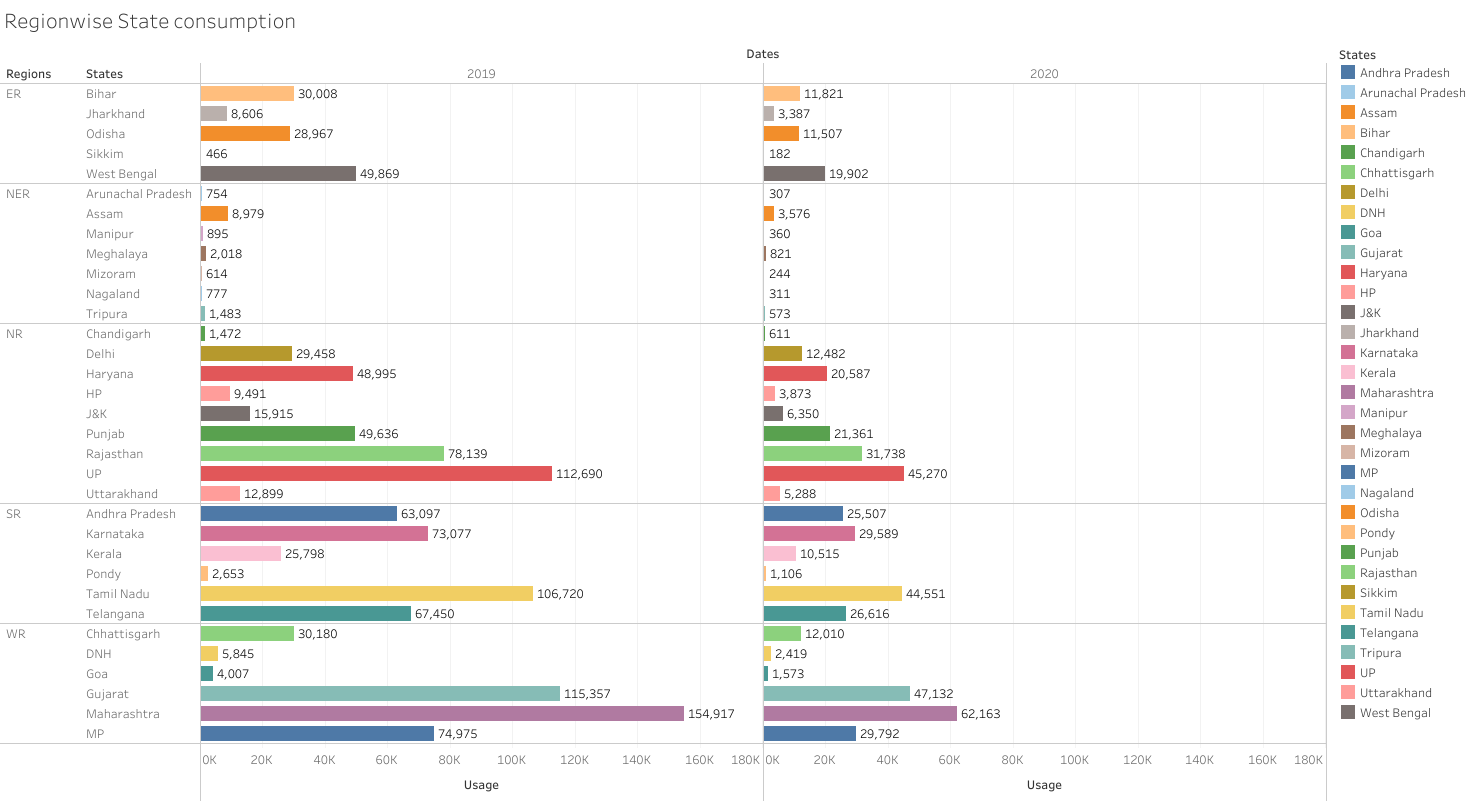 Regionwise State consumption
Dates
States
Regions States 2019 2020
ER Bihar 30,008 11,821
Jharkhand 8,606 3,387
Odisha 28,967 11,507
Sikkim 466 182
West Bengal 49,869 19,902
NER Arunachal Pradesh 754 307
Assam 8,979 3,576
Manipur 895 360
Meghalaya 2,018 821
Mizoram 614 244
Nagaland 777 311
Tripura 1,483 573
NR Chandigarh 1,472 611
Delhi 29,458 12,482
Haryana 48,995 20,587
HP 9,491 3,873
J&K 15,915 6,350
Punjab 49,636 21,361
Rajasthan 78,139 31,738
UP 112,690 45,270
Uttarakhand 12,899 5,288
SR Andhra Pradesh 63,097 25,507
Karnataka 73,077 29,589
Kerala 25,798 10,515
Pondy 2,653 1,106
Tamil Nadu 106,720 44,551
Telangana 67,450 26,616
WR Chhattisgarh 30,180 12,010
DNH 5,845 2,419
Goa 4,007 1,573
Gujarat 115,357 47,132
Maharashtra 154,917 62,163
MP 74,975 29,792
0K 20K 40K 60K 80K 100K 120K 140K 160K 180K 0K 20K 40K 60K 80K 100K 120K 140K 160K 180K
Usage Usage
Andhra Pradesh
Arunachal Pradesh
Assam
Bihar
Chandigarh
Chhattisgarh
Delhi
DNH
Goa
Gujarat
Haryana
HP
J&K
Jharkhand
Karnataka
Kerala
Maharashtra
Manipur
Meghalaya
Mizoram
MP
Nagaland
Odisha
Pondy
Punjab
Rajasthan
Sikkim
Tamil Nadu
Telangana
Tripura
UP
Uttarakhand
West Bengal